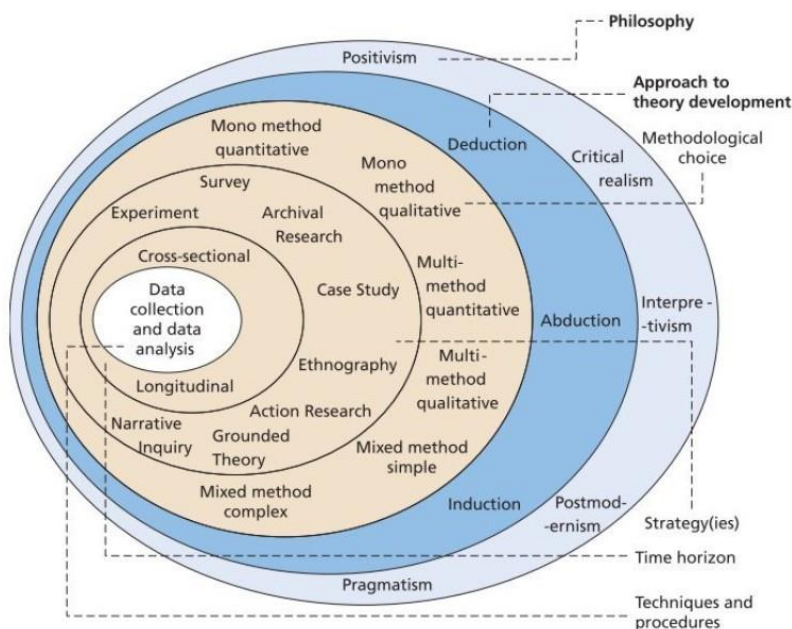 Philosophy
Positivism
Approach to
theory development
Mono method
quantitative
Deduction
Methodological
choice
Mono
method
qualitative
Critical
realism
Survey
Experiment
Archival
Research
Cross-sectional
Multi-
method
quantitative
Data
collection
and data
analysis
Case Study
Abduction
Interpre -
-tivism
Ethnography
Multi-
method
qualitative
Longitudinal
Action Research
Narrative
Inquiry
Grounded
Theory
Mixed method
simple
Mixed method
complex
Induction
Postmod-
-ernism
Strategy(ies)
Time horizon
Pragmatism
Techniques and
procedures